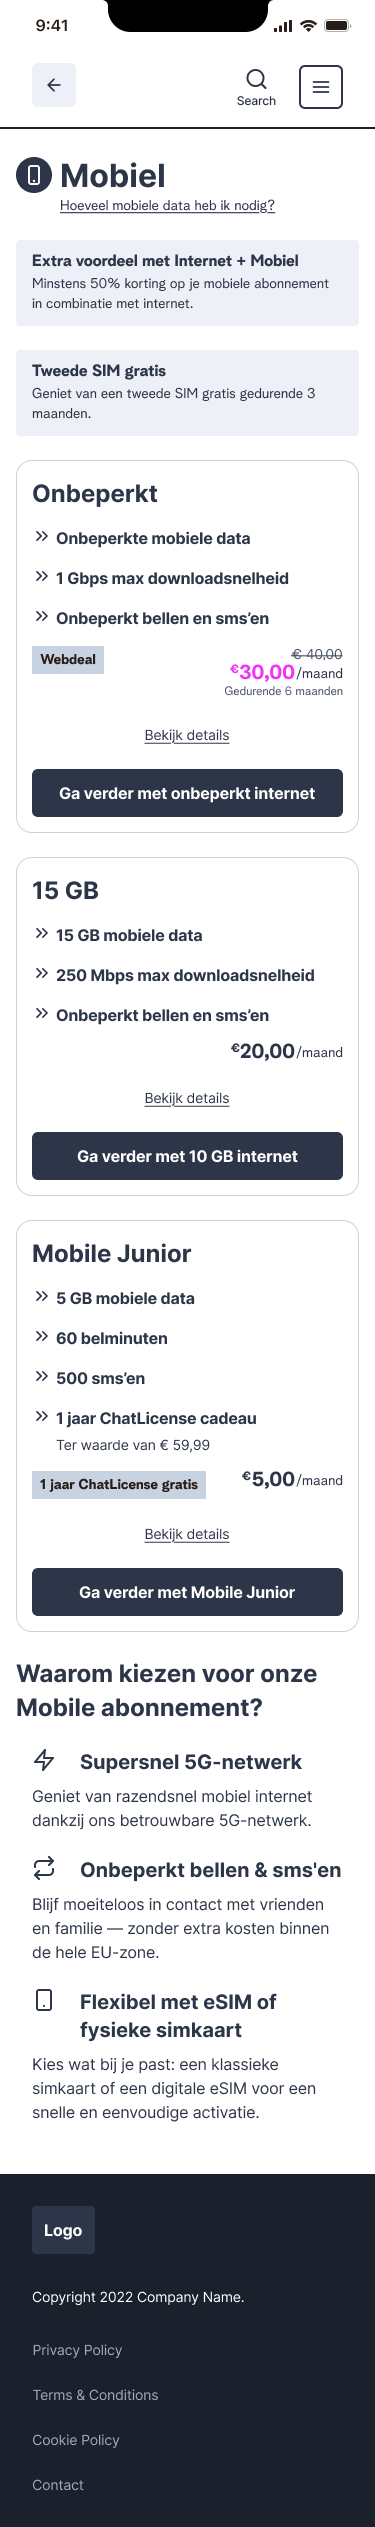 9:41
Search
Mobiel
Hoeveel mobiele data heb ik nodig?
Extra voordeel met Internet + Mobiel
Minstens 50% korting op je mobiele abonnement
in combinatie met internet.
Tweede SIM gratis
Geniet van een tweede SIM gratis gedurende 3
maanden.
Onbeperkt
Onbeperkte mobiele data
1 Gbps max downloadsnelheid
Onbeperkt bellen en sms’en
Webdeal
€ 40,00
€30,00/maand
Gedurende 6 maanden
Bekijk details
Ga verder met onbeperkt internet
15 GB
15 GB mobiele data
250 Mbps max downloadsnelheid
Onbeperkt bellen en sms’en
€20,00/maand
Bekijk details
Ga verder met 10 GB internet
Mobile Junior
5 GB mobiele data
60 belminuten
500 sms’en
1 jaar ChatLicense cadeau
Ter waarde van € 59,99
1 jaar ChatLicense gratis
€5,00/maand
Bekijk details
Ga verder met Mobile Junior
Waarom kiezen voor onze
Mobile abonnement?
Supersnel 5G-netwerk
Geniet van razendsnel mobiel internet
dankzij ons betrouwbare 5G-netwerk.
Onbeperkt bellen & sms'en
Blijf moeiteloos in contact met vrienden
en familie — zonder extra kosten binnen
de hele EU-zone.
Flexibel met eSIM of
fysieke simkaart
Kies wat bij je past: een klassieke
simkaart of een digitale eSIM voor een
snelle en eenvoudige activatie.
Logo
Copyright 2022 Company Name.
Privacy Policy
Terms & Conditions
Cookie Policy
Contact